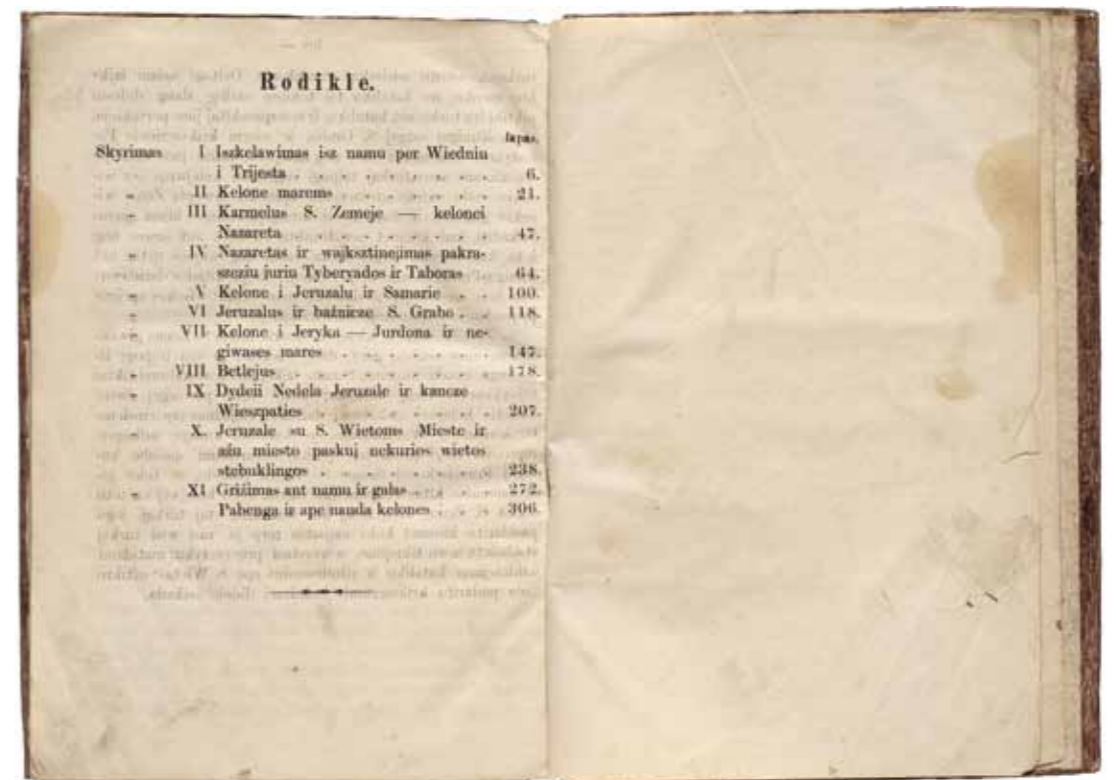 Rodikle.
lapas.
Skyrimas I Iszkelawimas isz namu per Wiedniu
i Trijesta . . . . . . . 6.
„ II Kelone marems . . . . . . 21.
„ III Karmelus S. Zemeje — kelonei
Nazareta . . . . . . . 47.
„ IV Nazaretas ir wajksztinejimas pakra-
szcziu juriu Tyberyados ir Taboras 64.
„ V Kelone i Jeruzalu ir Samarie . . 100.
„ VI Jeruzalus ir bažnicze S. Grabo . . 118.
„ VII Kelone i Jeryka — Jurdona ir ne-
giwases mares . . . . . . 147.
„ VIII Betlejus . . . . . . . 178.
„ IX Dydeii Nedela Jeruzale ir kancze
Wieszpaties . . . . . . 207.
„ X. Jeruzale su S. Wietoms Mieste ir
ažu miesto paskuj nekurios wietos
stebuklingos . . . . . . 238.
„ XI Grižimas ant namu ir galas . . . 272.
Pabenga ir ape nauda kelones . . . 306.